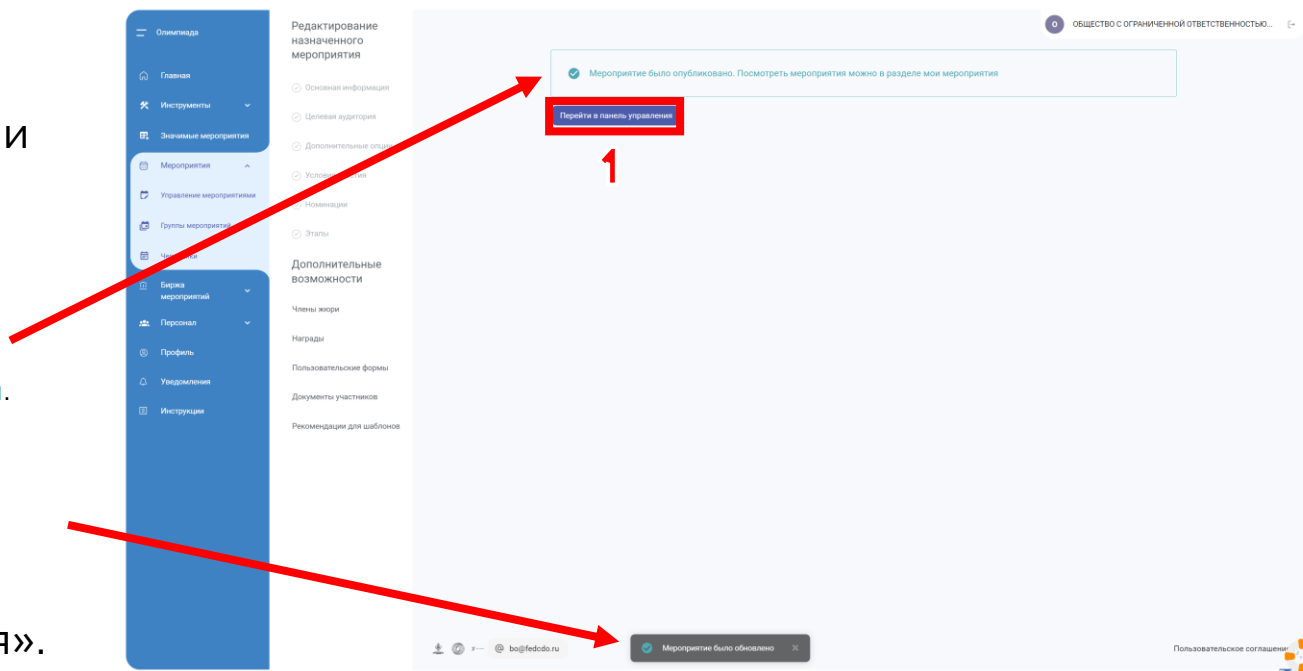 и
.
я».
Олимпиада
Главная
Инструменты
Значимые мероприятия
Мероприятия
Управление мероприятиями
Группы мероприятий
Биржа
мероприятий
Персонал
Профиль
Уведомления
Инструкции
Редактирование
назначенного
мероприятия
Основная информация
Целевая аудитория
Дополнительные опции
Номинации
Этапы
Дополнительные
возможности
Члены жюри
Награды
Пользовательские формы
Документы участников
Рекомендации для шаблонов
О ОБЩЕСТВО С ОГРАНИЧЕННОЙ ОТВЕТСТВЕННОСТЬЮ...
Мероприятие было опубликовано. Посмотреть мероприятия можно в разделе мои мероприятия
Перейти в панель управления
1
@ bo@fedcdo.ru
Мероприятие было обновлено
Пользовательское соглашени